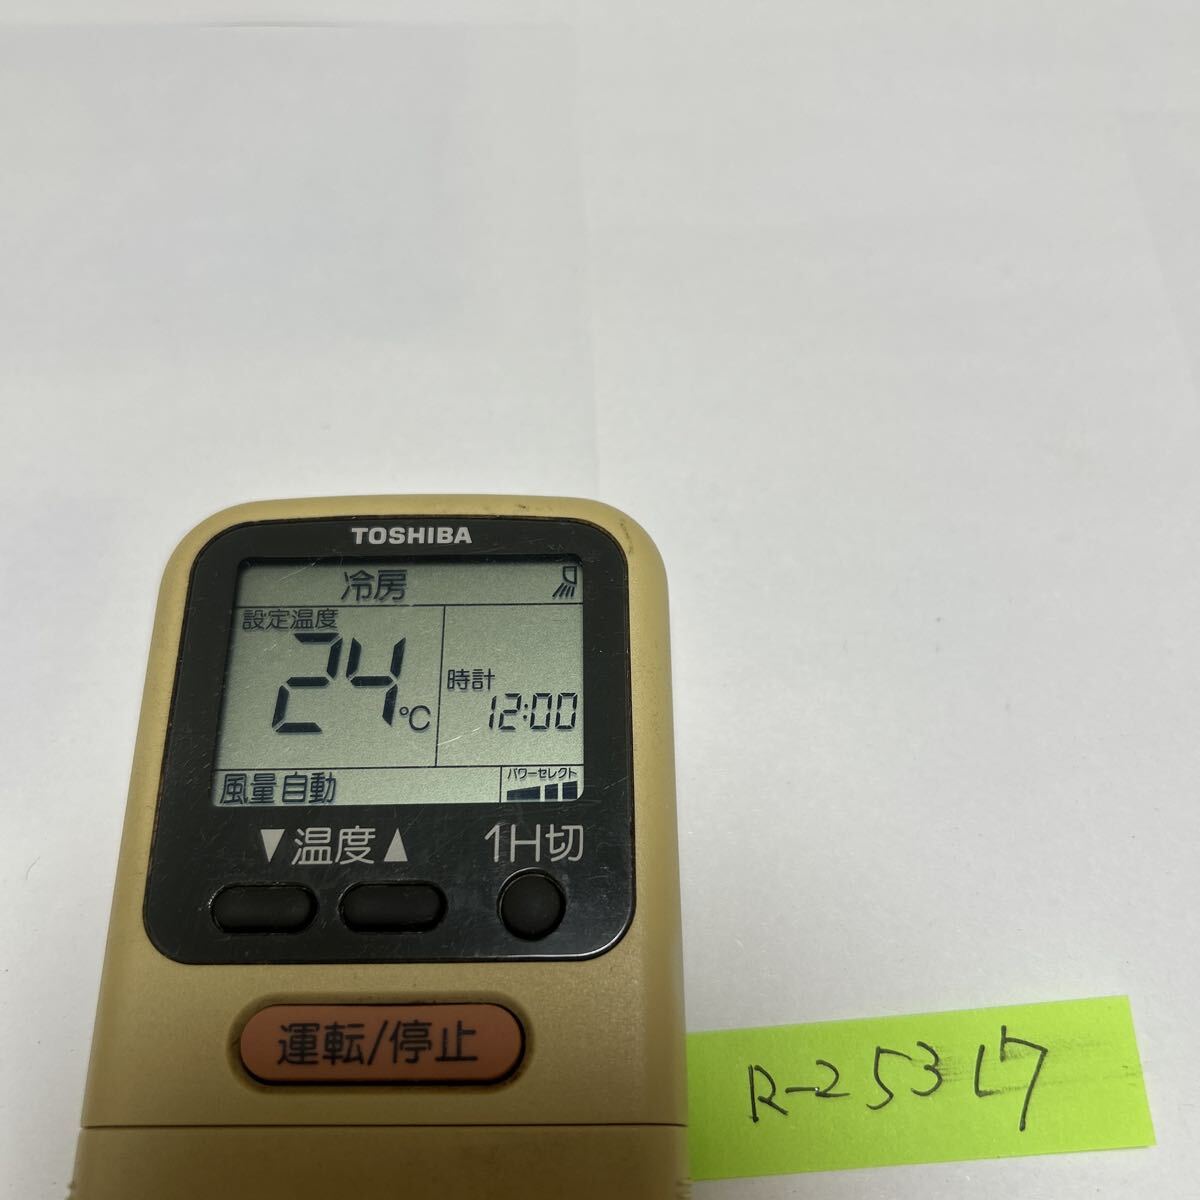 TOSHIBA
冷房
設定温度
24℃
時計
12:00
風量 自動
パワーセレクト
▼温度▲
1H切
運転/停止
R-25317